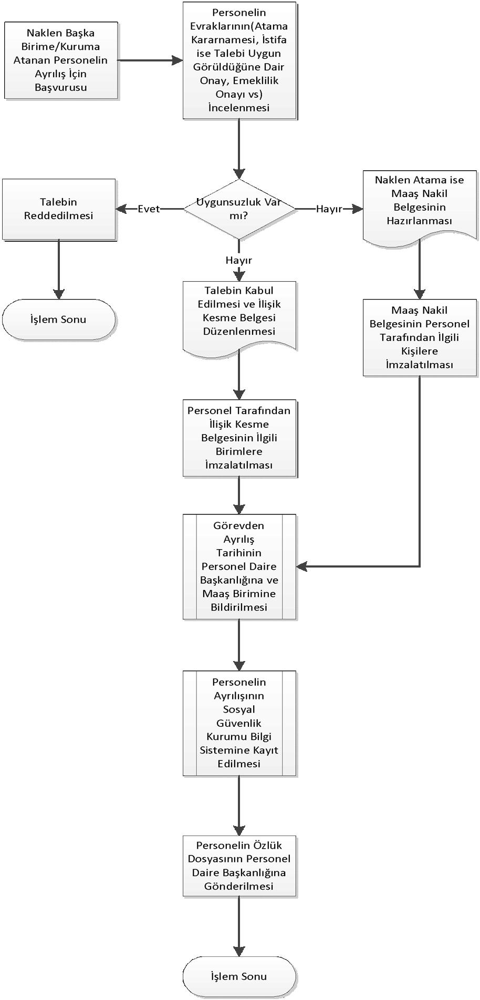 Naklen Başka
Birime/Kuruma
Atanan Personelin
Ayrılış İçin
Başvurusu
Personelin
Evraklarının(Atama
Kararnamesi, İstifa
ise Talebi Uygun
Görüldüğüne Dair
Onay, Emeklilik
Onayı vs)
İncelenmesi
Uygunsuzluk Var
mı?
Evet
Talebin
Reddedilmesi
İşlem Sonu
Hayır
Naklen Atama ise
Maaş Nakil
Belgesinin
Hazırlanması
Maaş Nakil
Belgesinin Personel
Tarafından İlgili
Kişilere
İmzalatılması
Hayır
Talebin Kabul
Edilmesi ve İlişik
Kesme Belgesi
Düzenlenmesi
Personel Tarafından
İlişik Kesme
Belgesinin İlgili
Birimlere
İmzalatılması
Görevden
Ayrılış
Tarihinin
Personel Daire
Başkanlığına ve
Maaş Birimine
Bildirilmesi
Personelin
Ayrılışının
Sosyal
Güvenlik
Kurumu Bilgi
Sistemine Kayıt
Edilmesi
Personelin Özlük
Dosyasının Personel
Daire Başkanlığına
Gönderilmesi
İşlem Sonu